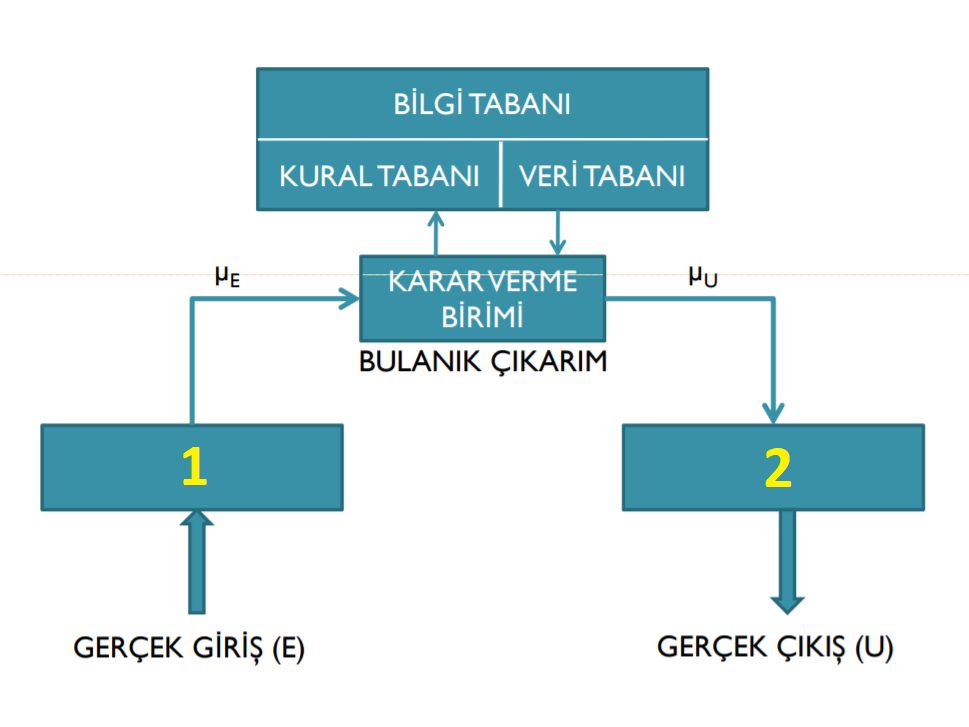 BİLGİ TABANI
KURAL TABANI
VERİ TABANI
μE
KARAR VERME
BİRİMİ
μU
BULANIK ÇIKARIM
1
2
GERÇEK GİRİŞ (E)
GERÇEK ÇIKIŞ (U)